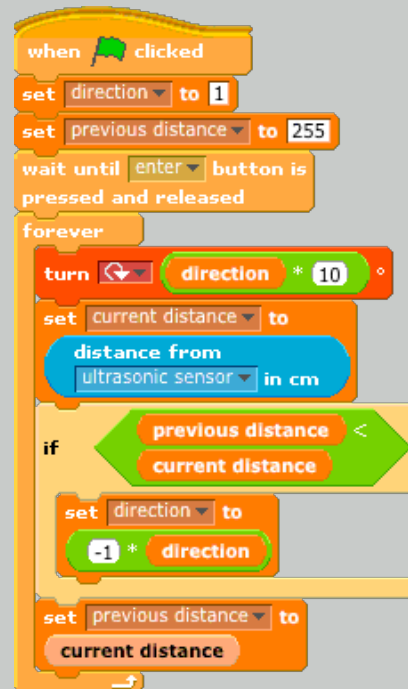 when clicked
set direction to 1
set previous distance to 255
wait until enter button is
pressed and released
forever
turn direction * 10 °
set current distance to
distance from
ultrasonic sensor in cm
if previous distance <
current distance
set direction to
-1 * direction
set previous distance to
current distance